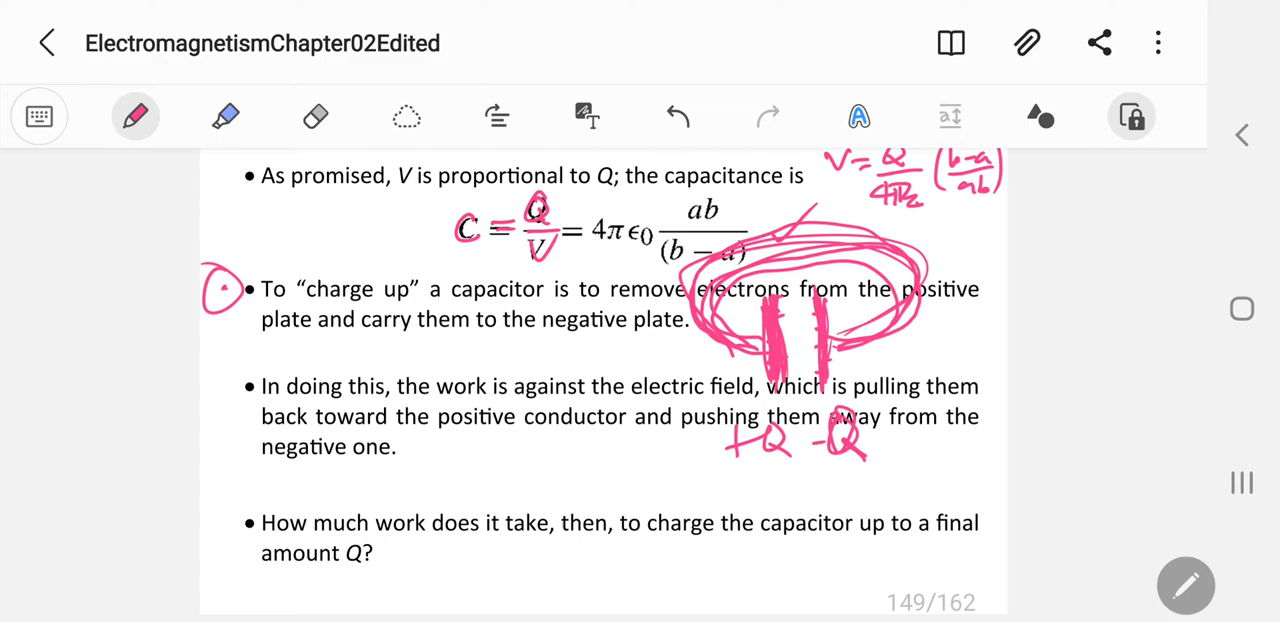 ElectromagnetismChapter02Edited
T
A
a
• As promised, V is proportional to Q; the capacitance is
V = Q/4πε₀ (b-a/ab)
C = Q/V = 4πϵ₀ ab/(b − a)
• To “charge up” a capacitor is to remove electrons from the positive
plate and carry them to the negative plate.
• In doing this, the work is against the electric field, which is pulling them
back toward the positive conductor and pushing them away from the
negative one.
+Q -Q
• How much work does it take, then, to charge the capacitor up to a final
amount Q?
149/162